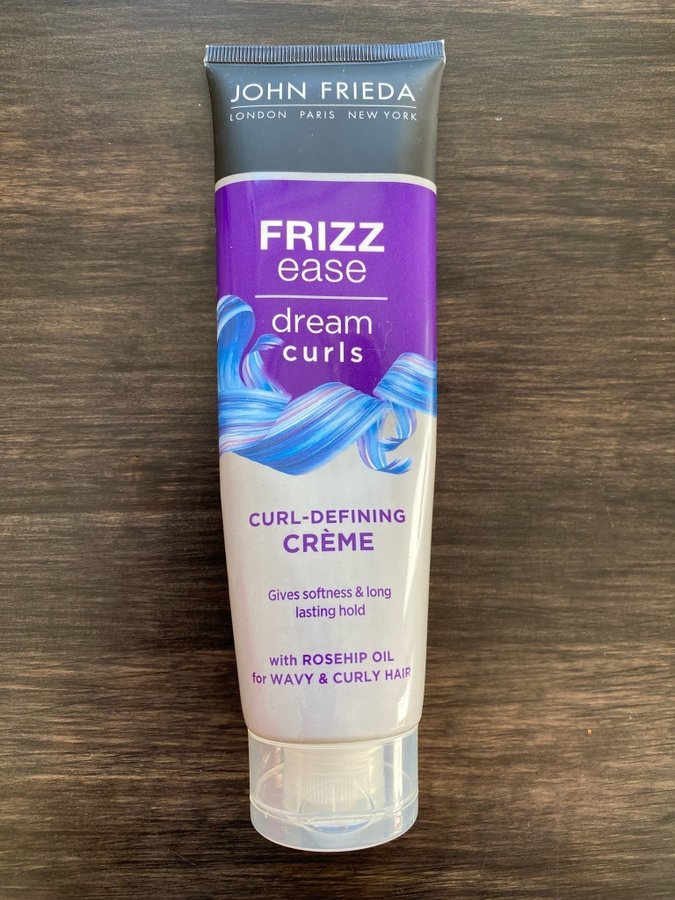 JOHN FRIEDA
LONDON PARIS NEW YORK
FRIZZ
ease
dream
curls
CURL-DEFINING
CRÈME
Gives softness & long
lasting hold
with ROSEHIP OIL
for WAVY & CURLY HAIR